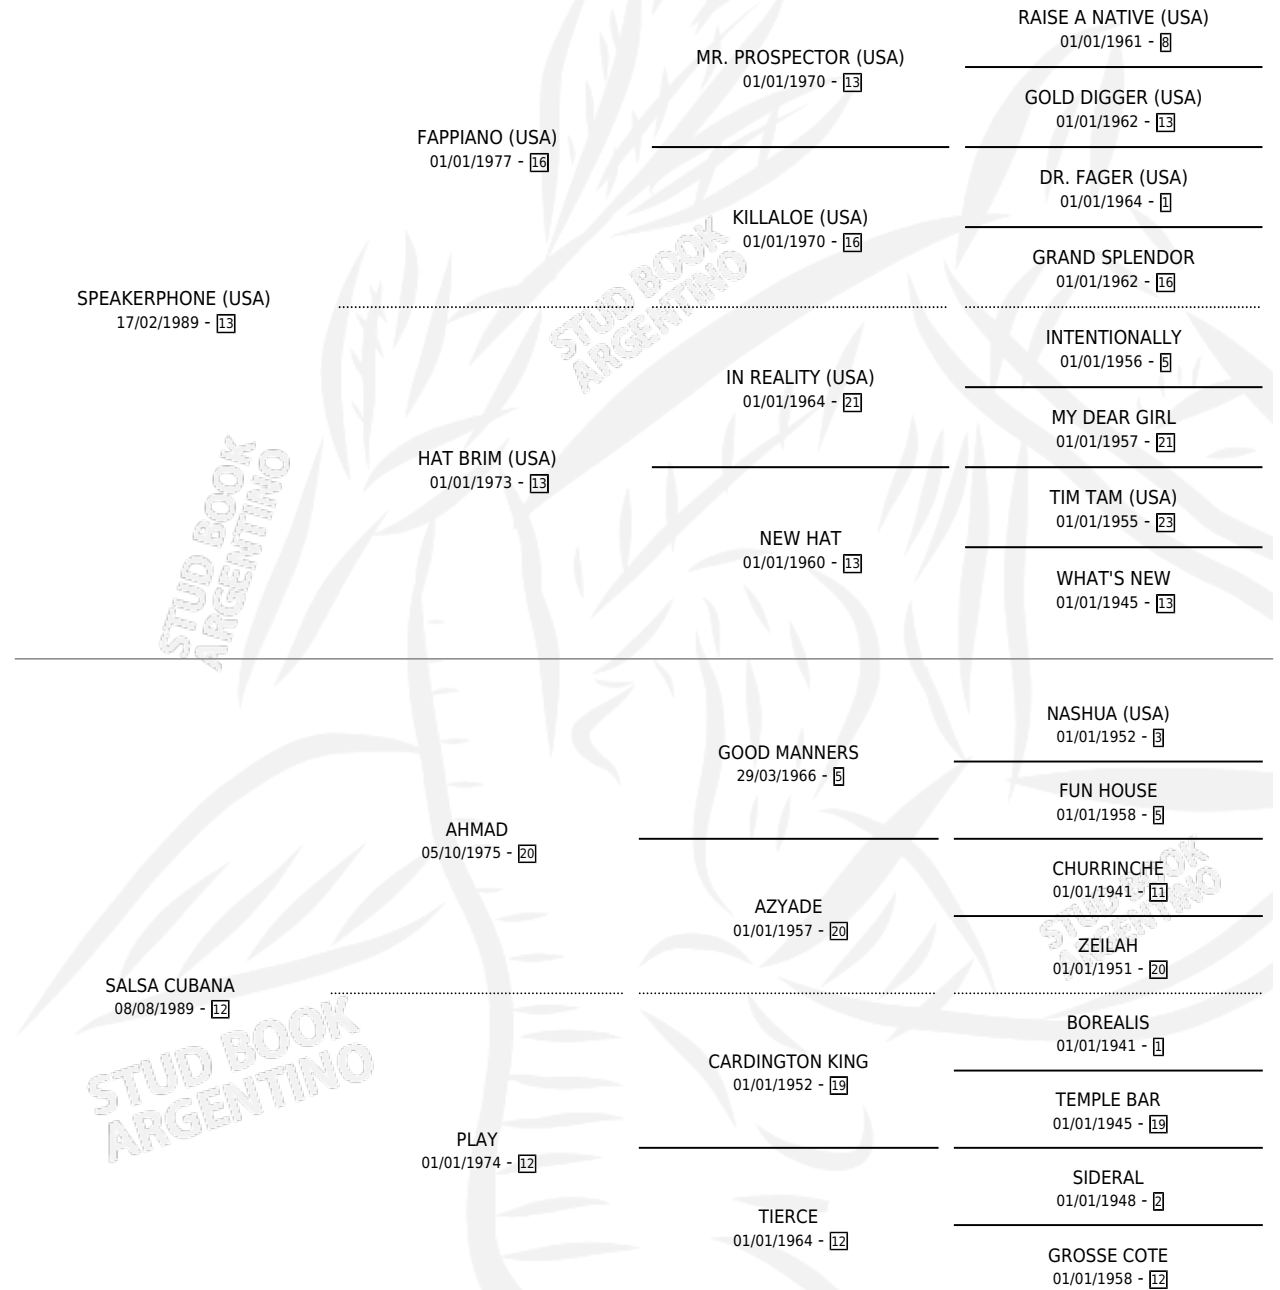 RAISE A NATIVE (USA)
01/01/1961 - 8
MR. PROSPECTOR (USA)
01/01/1970 - 13
GOLD DIGGER (USA)
01/01/1962 - 13
FAPPIANO (USA)
01/01/1977 - 16
DR. FAGER (USA)
01/01/1964 - 1
KILLALOE (USA)
01/01/1970 - 16
GRAND SPLENDOR
01/01/1962 - 16
SPEAKERPHONE (USA)
17/02/1989 - 13
INTENTIONALLY
01/01/1956 - 5
IN REALITY (USA)
01/01/1964 - 21
MY DEAR GIRL
01/01/1957 - 21
HAT BRIM (USA)
01/01/1973 - 13
TIM TAM (USA)
01/01/1955 - 23
NEW HAT
01/01/1960 - 13
WHAT'S NEW
01/01/1945 - 13
NASHUA (USA)
01/01/1952 - 3
GOOD MANNERS
29/03/1966 - 5
FUN HOUSE
01/01/1958 - 5
AHMAD
05/10/1975 - 20
CHURRINCHE
01/01/1941 - 11
AZYADE
01/01/1957 - 20
ZEILAH
01/01/1951 - 20
SALSA CUBANA
08/08/1989 - 12
BOREALIS
01/01/1941 - 1
CARDINGTON KING
01/01/1952 - 19
TEMPLE BAR
01/01/1945 - 19
PLAY
01/01/1974 - 12
SIDERAL
01/01/1948 - 2
TIERCE
01/01/1964 - 12
GROSSE COTE
01/01/1958 - 12
STUD BOOK
ARGENTINO
STUD BOOK
ARGENTINO
STUD BOOK
ARGENTINO
STUD BOOK
ARGENTINO